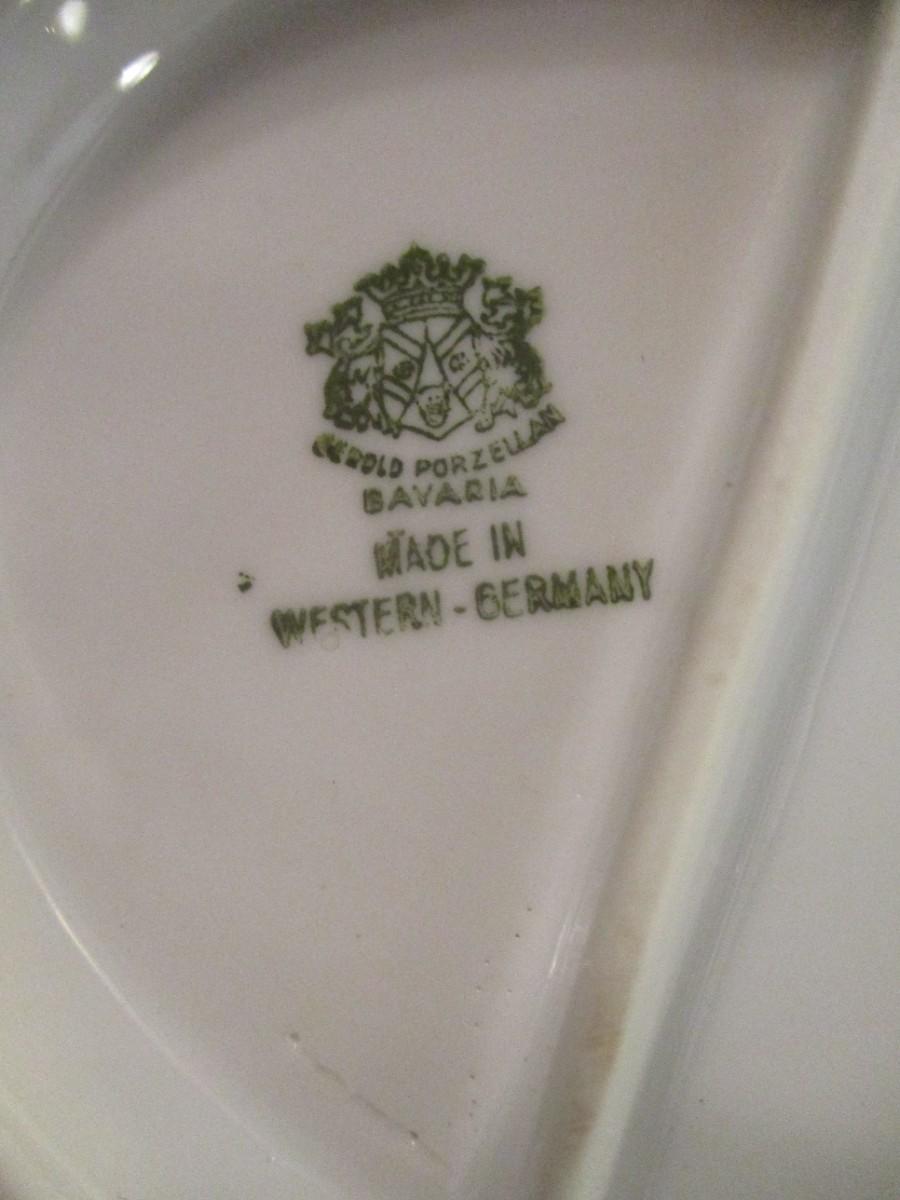 GEROLD PORZELLAN
BAVARIA
MADE IN
WESTERN - GERMANY